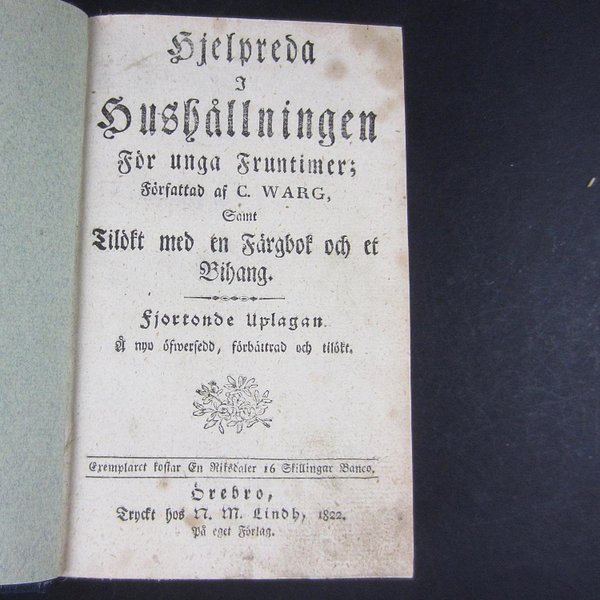 Hjelpreda
I
Hushållningen
För unga Fruntimer;
Författad af C. WARG,
Samt
Tilökt med en Färgbok och et
Bihang.
Fjortonde Uplagan.
Å nyo öfwersedd, förbättrad och tilökt.
Exemplaret kostar En Riksdaler 16 Skillingar Banco.
Örebro,
Tryckt hos N. M. Lindh, 1822.
På eget Förlag.